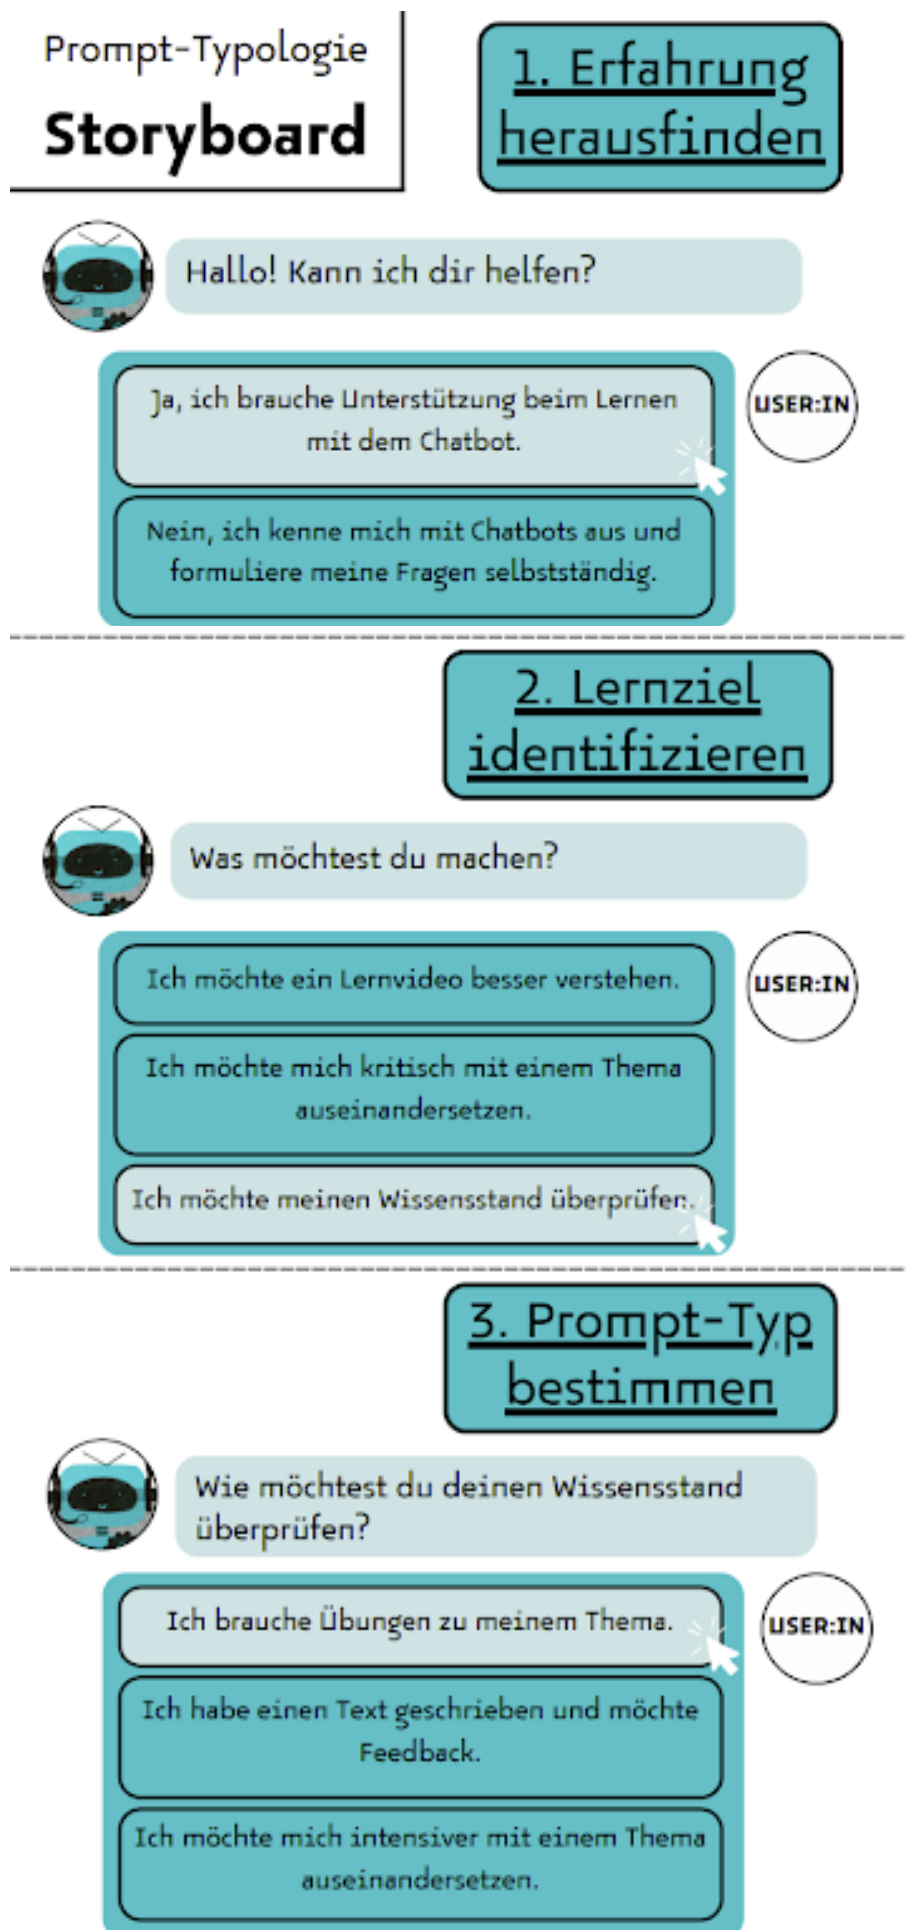 Prompt-Typologie
Storyboard
1. Erfahrung
herausfinden
Hallo! Kann ich dir helfen?
Ja, ich brauche Unterstützung beim Lernen
mit dem Chatbot.
USER:IN
Nein, ich kenne mich mit Chatbots aus und
formuliere meine Fragen selbstständig.
2. Lernziel
identifizieren
Was möchtest du machen?
Ich möchte ein Lernvideo besser verstehen.
USER:IN
Ich möchte mich kritisch mit einem Thema
auseinandersetzen.
Ich möchte meinen Wissensstand überprüfen.
3. Prompt-Typ
bestimmen
Wie möchtest du deinen Wissensstand
überprüfen?
Ich brauche Übungen zu meinem Thema.
USER:IN
Ich habe einen Text geschrieben und möchte
Feedback.
Ich möchte mich intensiver mit einem Thema
auseinandersetzen.